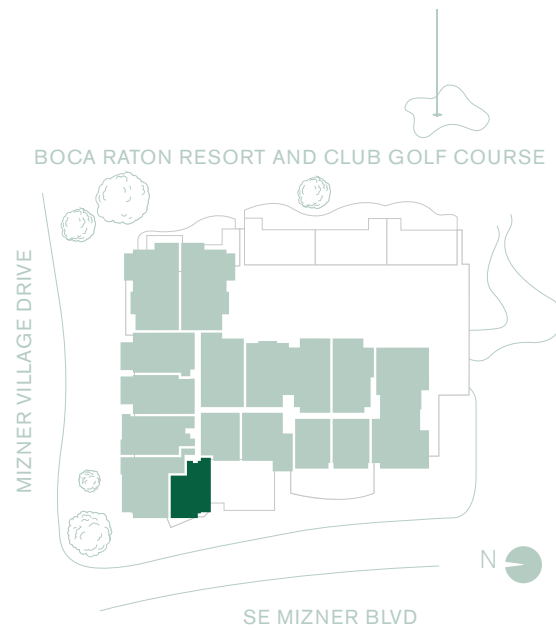 BOCA RATON RESORT AND CLUB GOLF COURSE
MIZNER VILLAGE DRIVE
N
SE MIZNER BLVD